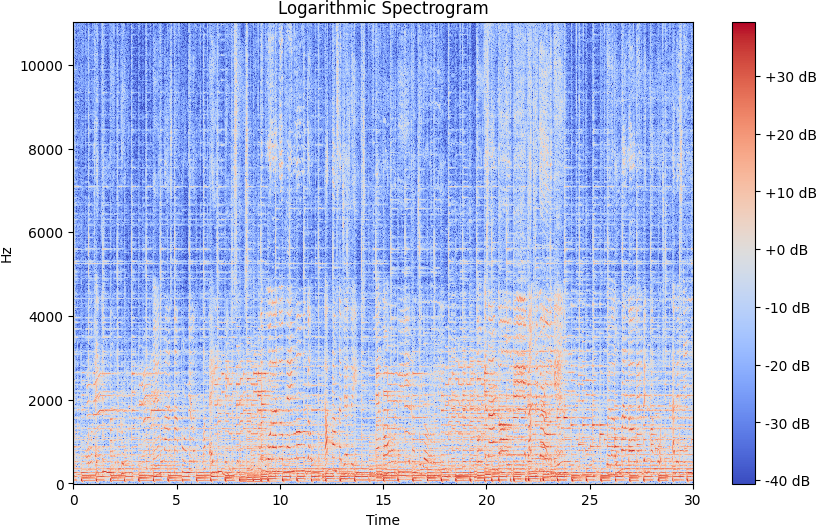 Logarithmic Spectrogram
10000
8000
6000
4000
2000
0
Hz
0 5 10 15 20 25 30
Time
+30 dB
+20 dB
+10 dB
+0 dB
-10 dB
-20 dB
-30 dB
-40 dB